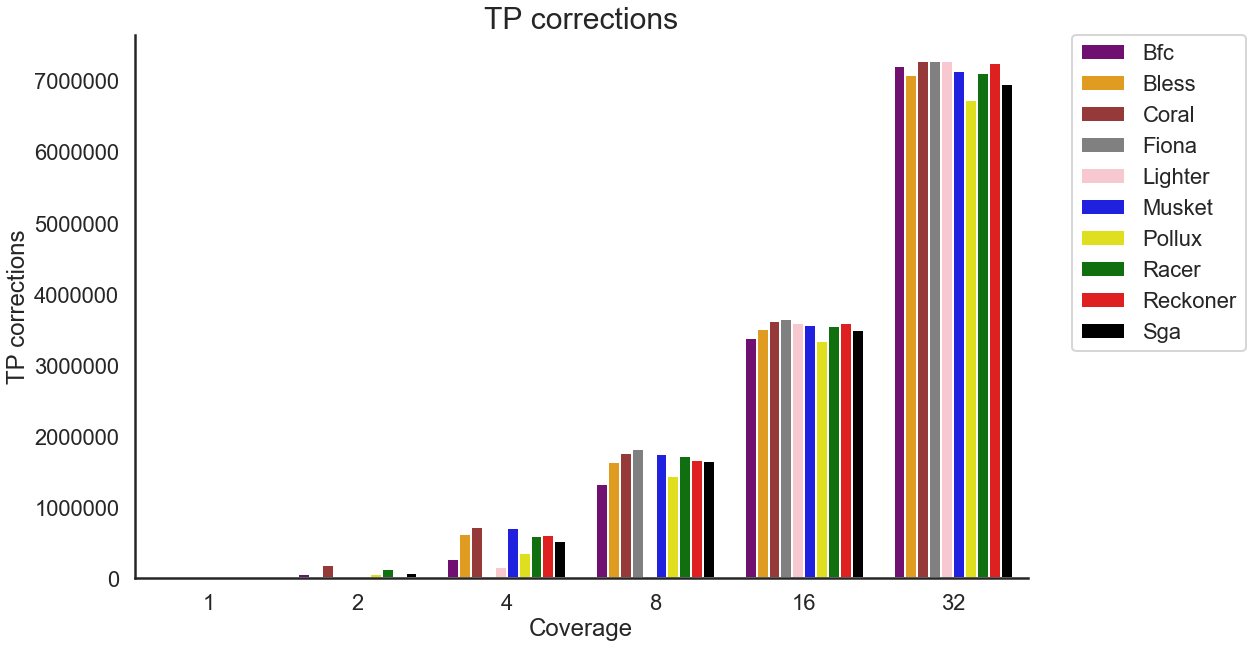 TP corrections
TP corrections
7000000
6000000
5000000
4000000
3000000
2000000
1000000
0
1 2 4 8 16 32
Coverage
Bfc
Bless
Coral
Fiona
Lighter
Musket
Pollux
Racer
Reckoner
Sga